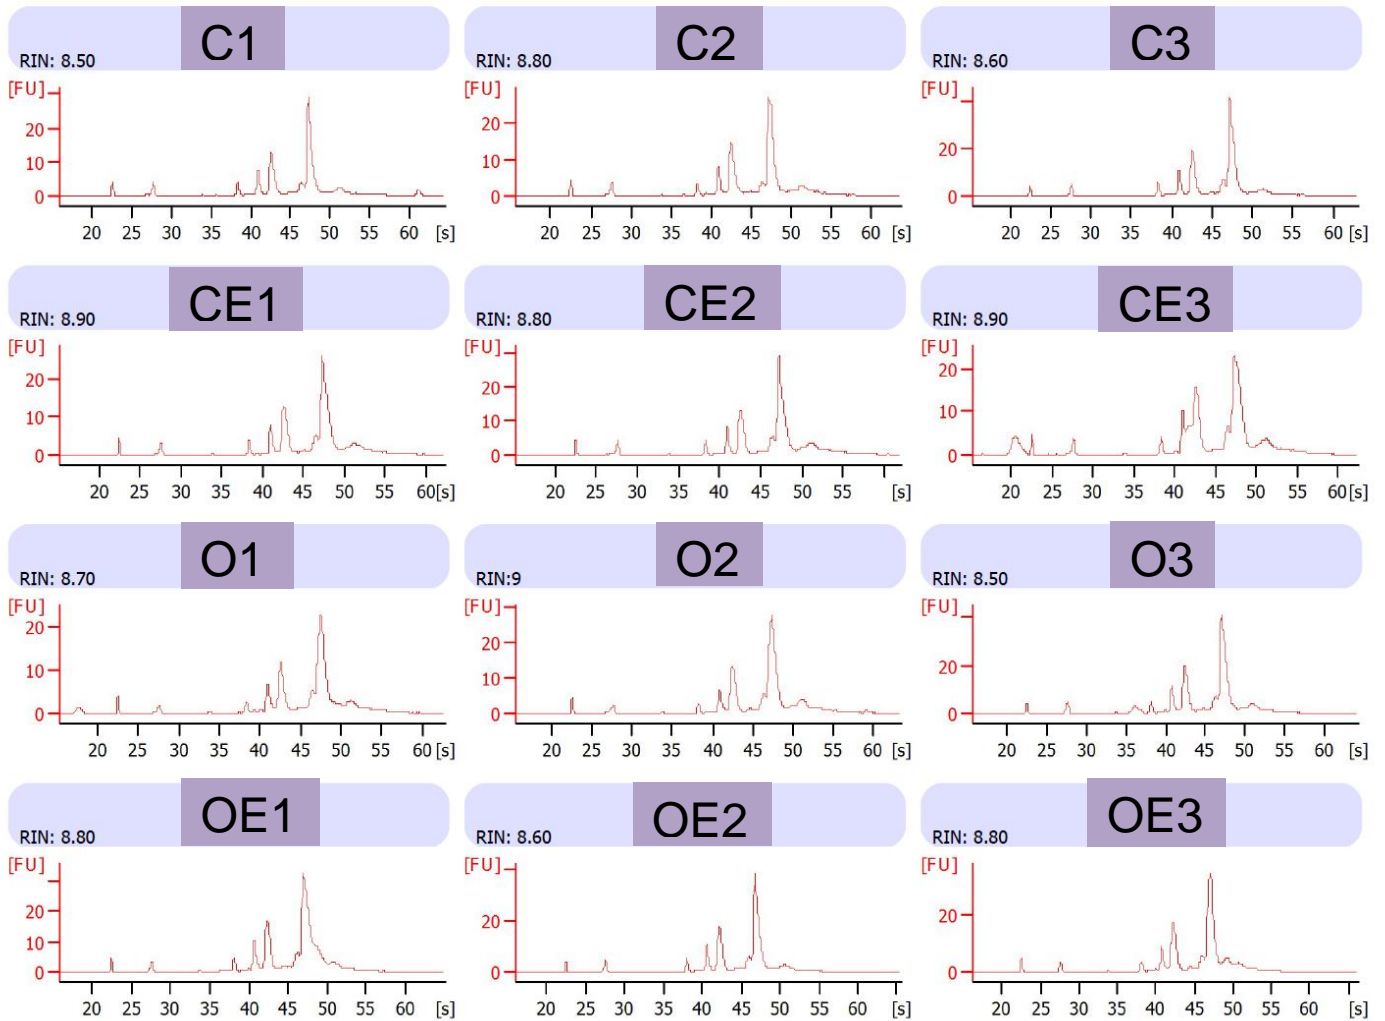 C1 C2 C3
RIN: 8.50 RIN: 8.80 RIN: 8.60
[FU] [FU] [FU]
20 20
10 10 20
0 0 0
20 25 30 35 40 45 50 55 60 [s] 20 25 30 35 40 45 50 55 60 [s] 20 25 30 35 40 45 50 55 60 [s]
CE1 CE2 CE3
RIN: 8.90 RIN: 8.80 RIN: 8.90
[FU] [FU] [FU]
20 20 20
10 10 10
0 0 0
20 25 30 35 40 45 50 55 60[s] 20 25 30 35 40 45 50 55 [s] 20 25 30 35 40 45 50 55 60[s]
O1 O2 O3
RIN: 8.70 RIN:9 RIN: 8.50
[FU] [FU] [FU]
20 20 20
10 10
0 0 0
20 25 30 35 40 45 50 55 60[s] 20 25 30 35 40 45 50 55 60 [s] 20 25 30 35 40 45 50 55 60 [s]
OE1 OE2 OE3
RIN: 8.80 RIN: 8.60 RIN: 8.80
[FU] [FU] [FU]
20 20 20
10
0 0 0
20 25 30 35 40 45 50 55 60 [s] 20 25 30 35 40 45 50 55 60 [s] 20 25 30 35 40 45 50 55 60 65[s]